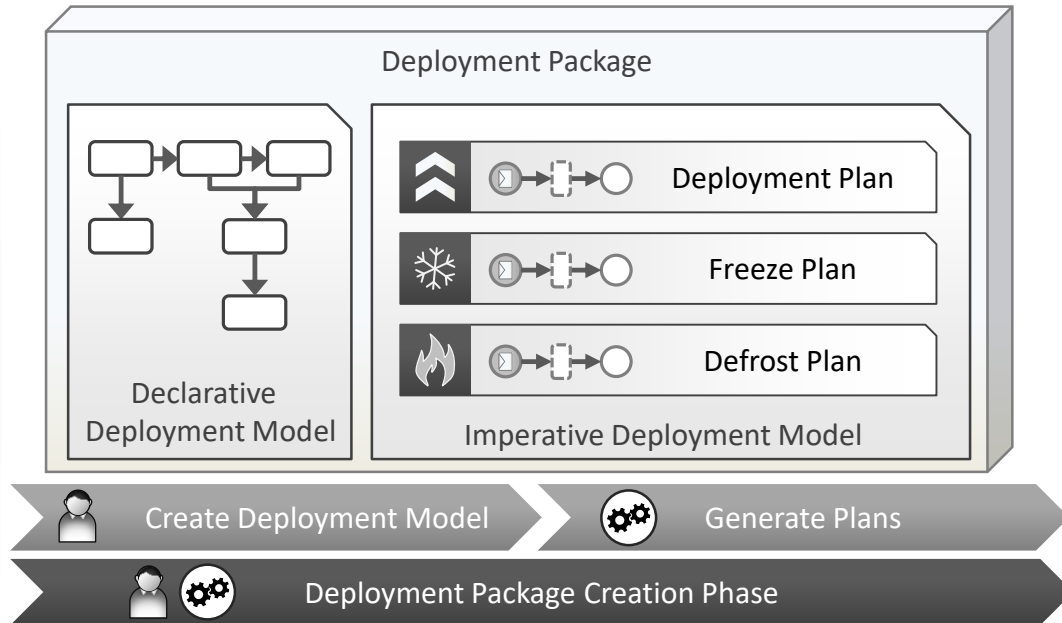 Deployment Package
Declarative
Deployment Model
Deployment Plan
Freeze Plan
Defrost Plan
Imperative Deployment Model
Create Deployment Model
Generate Plans
Deployment Package Creation Phase